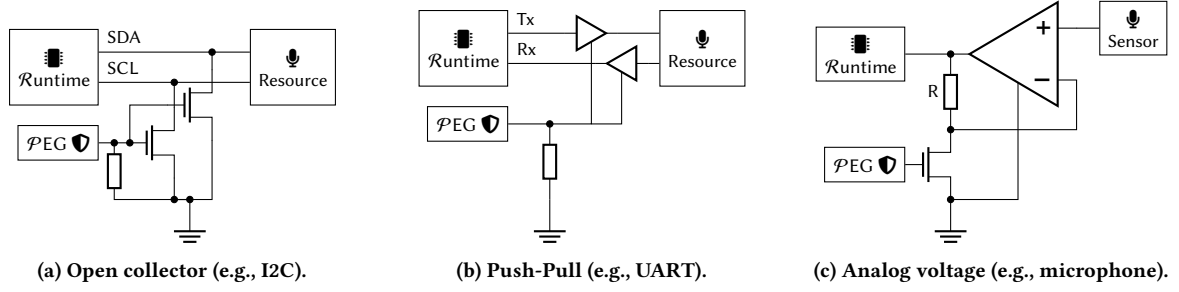 SDA
SCL
ℛuntime
Resource
𝒫EG
(a) Open collector (e.g., I2C).
Tx
Rx
ℛuntime
Resource
𝒫EG
(b) Push-Pull (e.g., UART).
+
−
Sensor
ℛuntime
R
𝒫EG
(c) Analog voltage (e.g., microphone).